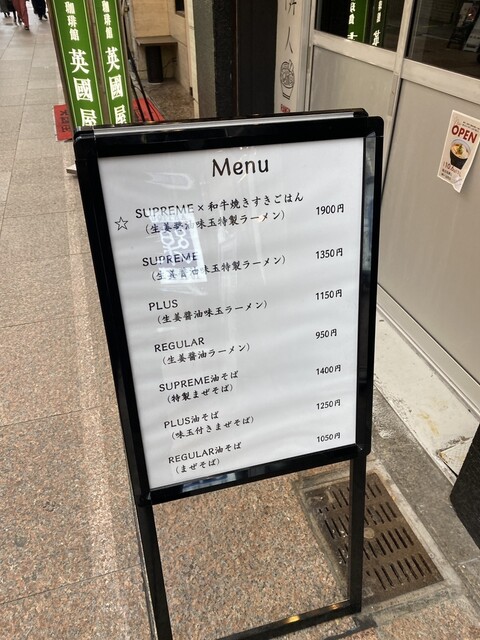 珈琲館
英國屋
珈琲館
英國屋
OPEN
Menu
☆ SUPREME×和牛焼きすきごはん 1900円
(生姜醤油味玉特製ラーメン)
SUPREME 1350円
(生姜醤油味玉特製ラーメン)
PLUS 1150円
(生姜醤油味玉ラーメン)
REGULAR 950円
(生姜醤油ラーメン)
SUPREME油そば 1400円
(特製まぜそば)
PLUS油そば 1250円
(味玉付きまぜそば)
REGULAR油そば 1050円
(まぜそば)